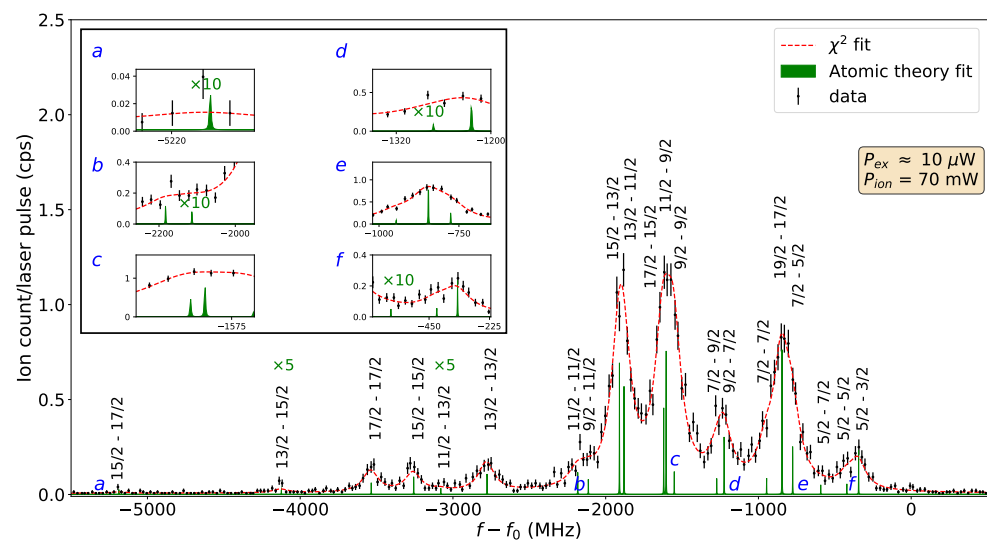 Ion count/laser pulse (cps)
2.5
2.0
1.5
1.0
0.5
0.0
−5000
−4000
−3000
−2000
−1000
0
f − f₀ (MHz)
χ² fit
Atomic theory fit
data
P_ex ≈ 10 μW
P_ion = 70 mW
a
0.04
0.02
0.00
×10
−5220
b
0.4
0.2
0.0
×10
−2200
−2000
c
1
0
−1575
d
0.5
0.0
×10
−1320
−1200
e
1
0
−1000
−750
f
0.4
0.2
0.0
×10
−450
−225
15/2 - 17/2
×5
13/2 - 15/2
17/2 - 17/2
15/2 - 15/2
×5
11/2 - 13/2
13/2 - 13/2
11/2 - 11/2
9/2 - 11/2
15/2 - 13/2
13/2 - 11/2
17/2 - 15/2
11/2 - 9/2
9/2 - 9/2
7/2 - 9/2
9/2 - 7/2
7/2 - 7/2
19/2 - 17/2
7/2 - 5/2
5/2 - 7/2
5/2 - 5/2
5/2 - 3/2
a
b
c
d
e
f